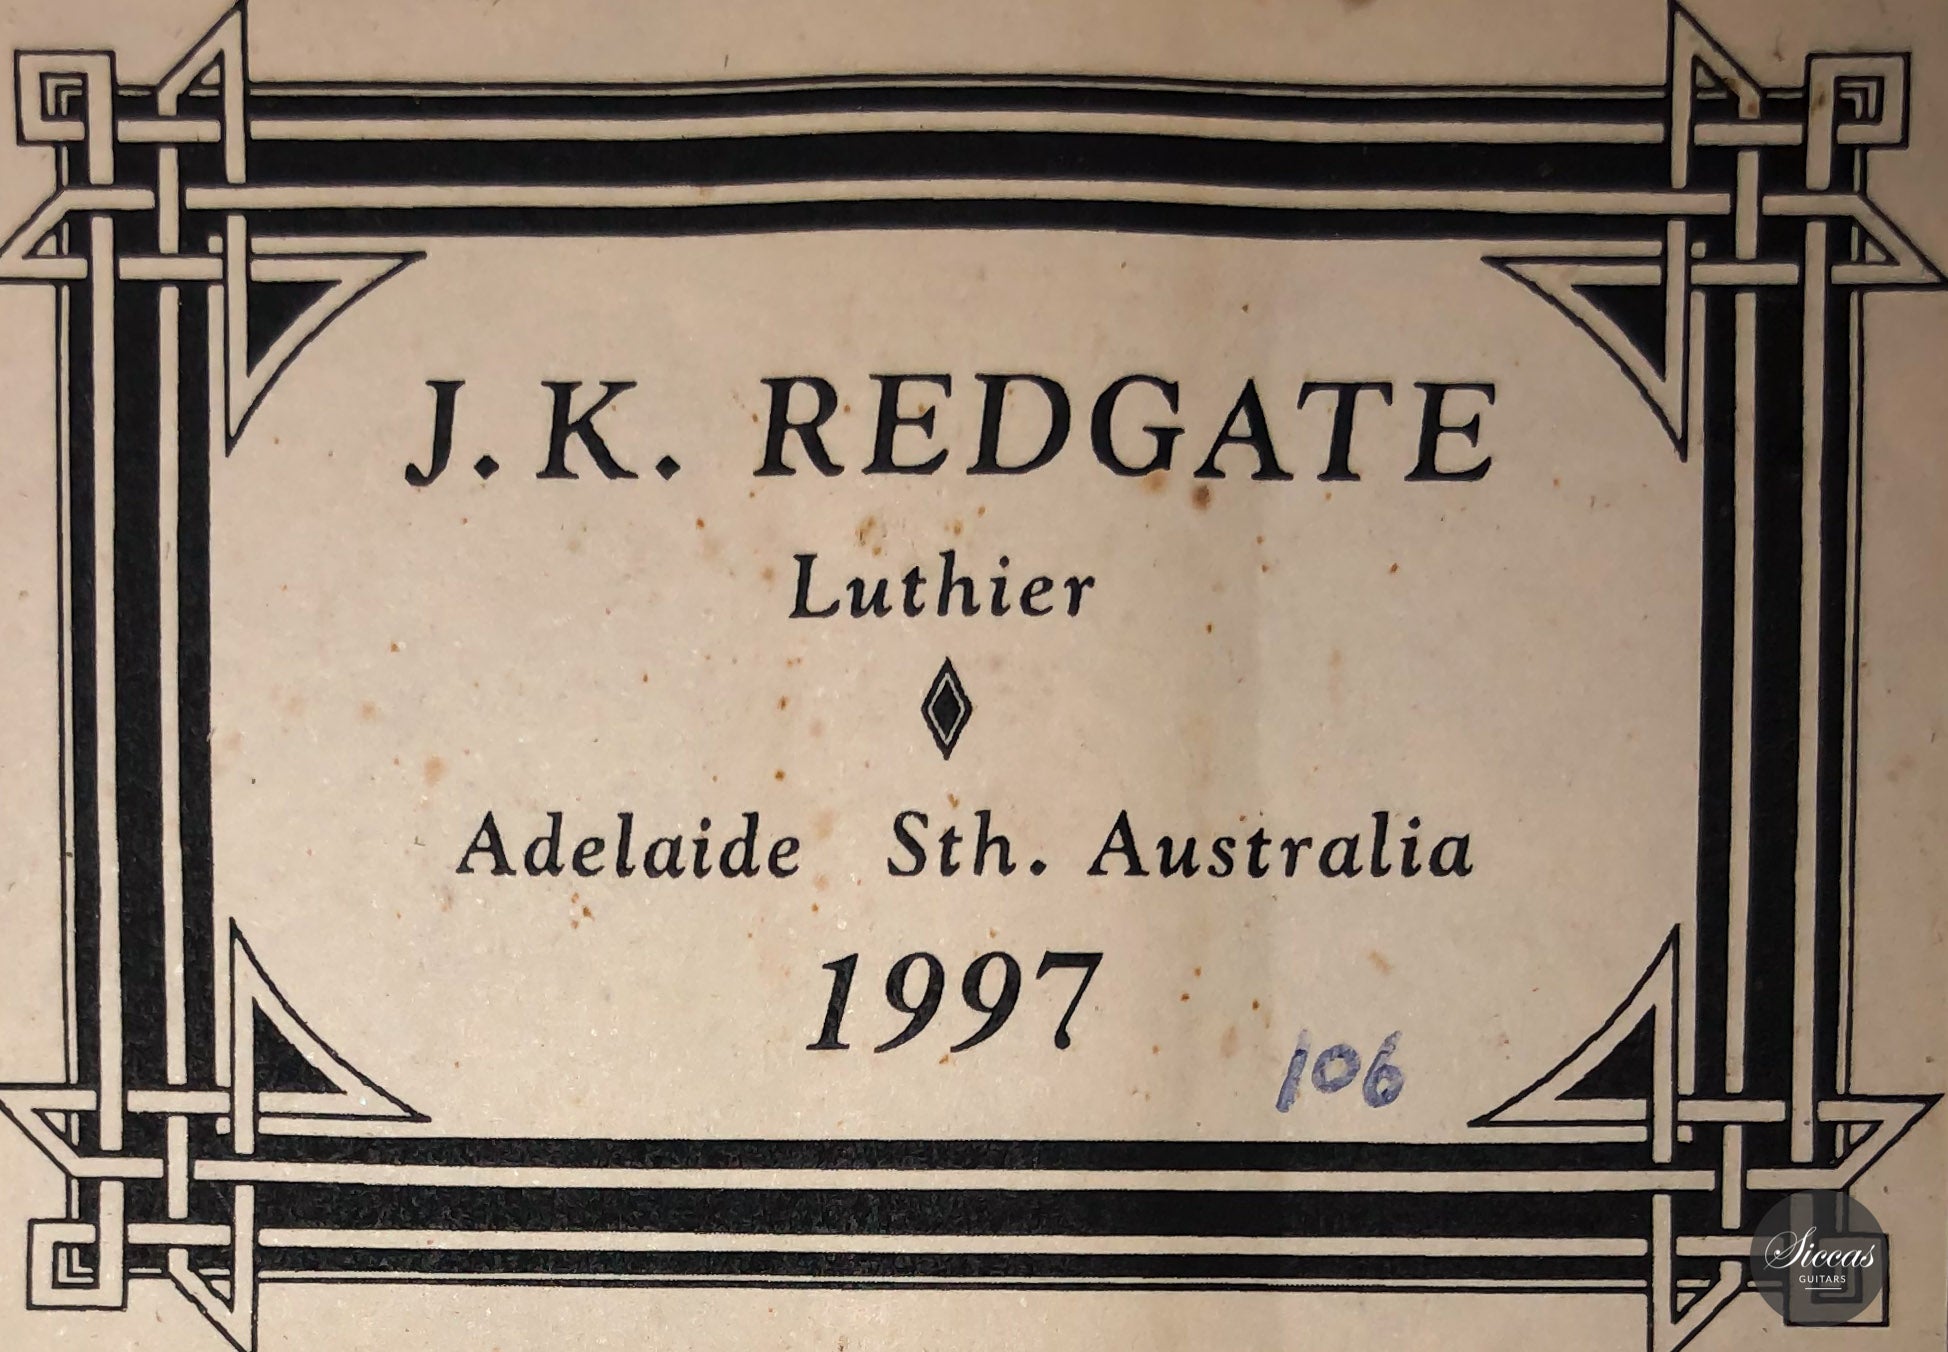 J. K. REDGATE
Luthier
Adelaide Sth. Australia
1997
106
Siccas
GUITARS